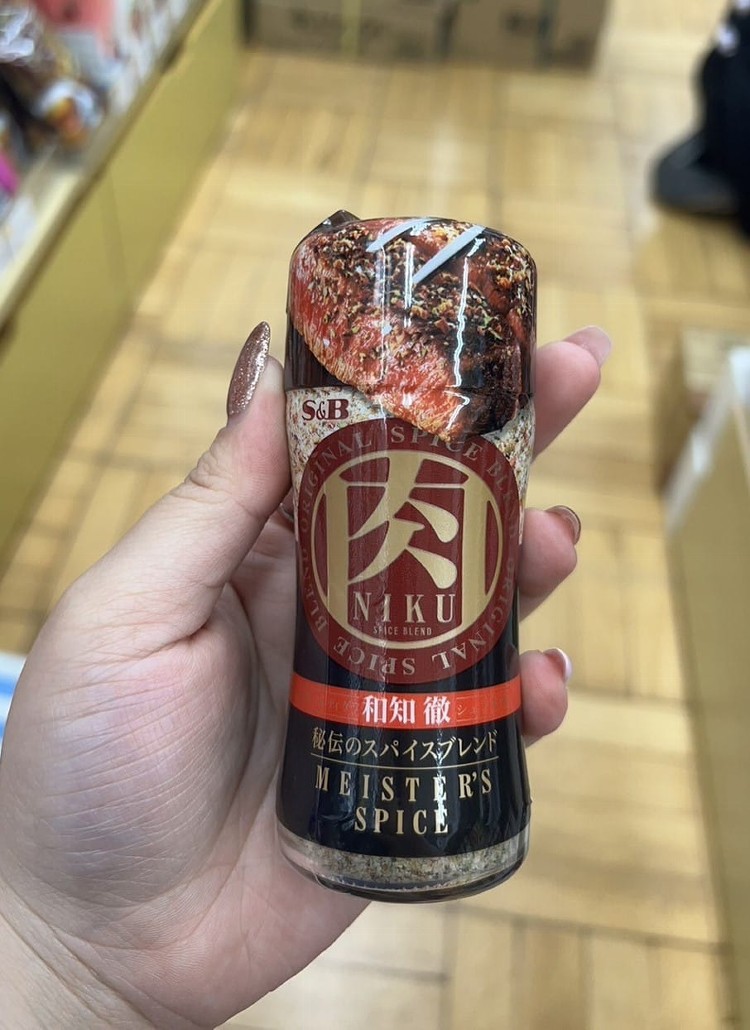 S&B
ORIGINAL SPICE BLEND ORIGINAL SPICE BLEND
肉
NIKU
SPICE BLEND
和知 徹
秘伝のスパイスブレンド
MEISTER'S
SPICE